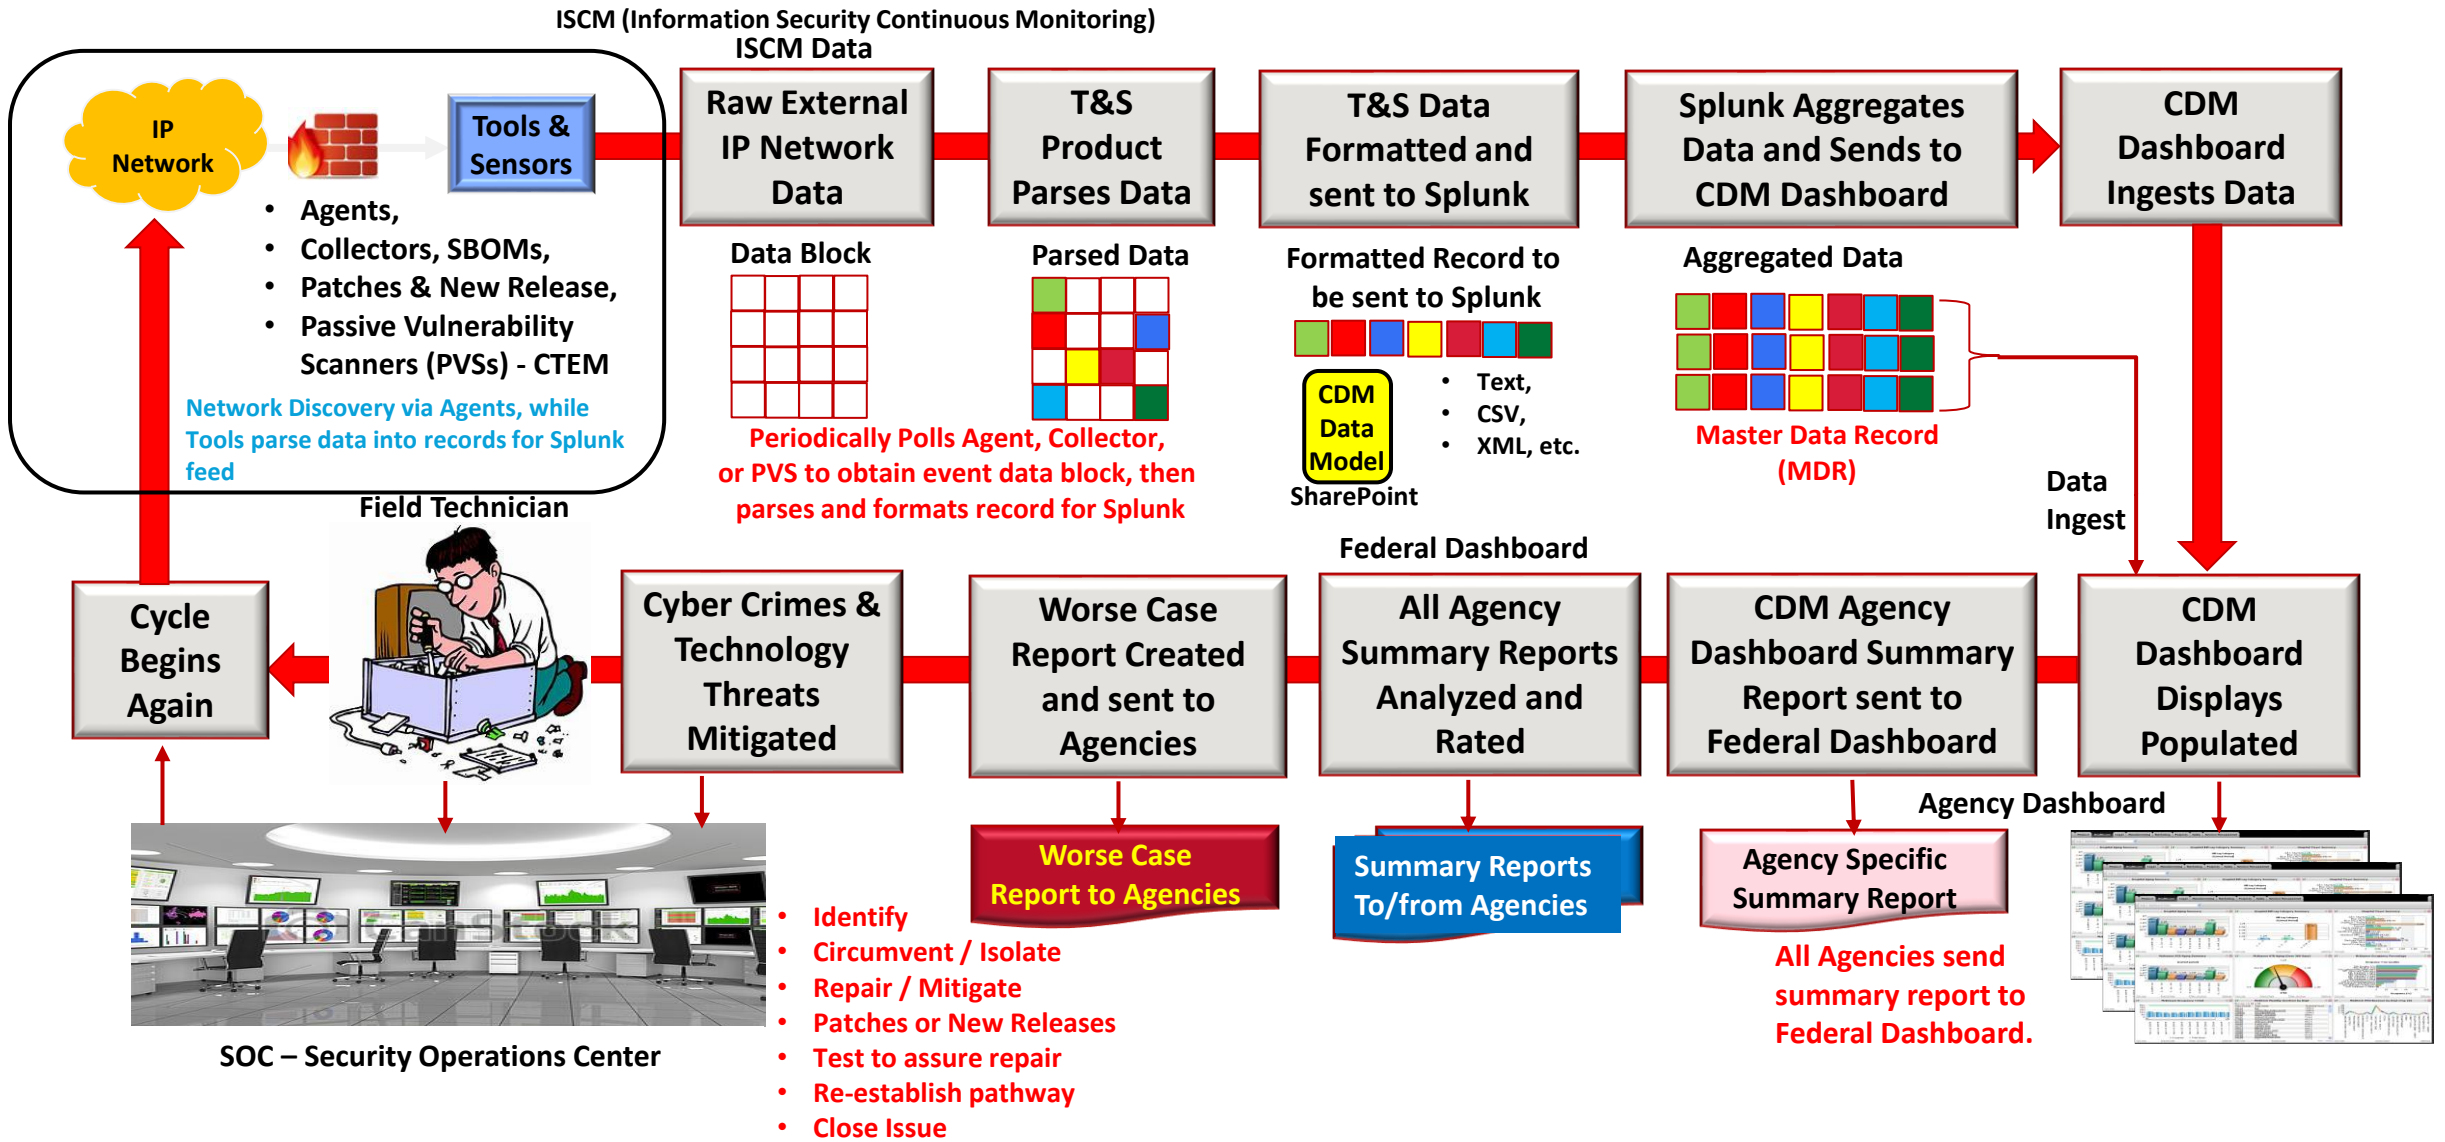 ISCM (Information Security Continuous Monitoring)
ISCM Data
IP
Network
Tools &
Sensors
• Agents,
• Collectors, SBOMs,
• Patches & New Release,
• Passive Vulnerability
Scanners (PVSs) - CTEM
Network Discovery via Agents, while
Tools parse data into records for Splunk
feed
Raw External
IP Network
Data
T&S
Product
Parses Data
T&S Data
Formatted and
sent to Splunk
Splunk Aggregates
Data and Sends to
CDM Dashboard
CDM
Dashboard
Ingests Data
Data Block
Parsed Data
Periodically Polls Agent, Collector,
or PVS to obtain event data block, then
parses and formats record for Splunk
Formatted Record to
be sent to Splunk
CDM
Data
Model
SharePoint
• Text,
• CSV,
• XML, etc.
Aggregated Data
Master Data Record
(MDR)
Data
Ingest
Field Technician
Federal Dashboard
Cycle
Begins
Again
Cyber Crimes &
Technology
Threats
Mitigated
Worse Case
Report Created
and sent to
Agencies
All Agency
Summary Reports
Analyzed and
Rated
CDM Agency
Dashboard Summary
Report sent to
Federal Dashboard
CDM
Dashboard
Displays
Populated
Agency Dashboard
Worse Case
Report to Agencies
Summary Reports
To/from Agencies
Agency Specific
Summary Report
All Agencies send
summary report to
Federal Dashboard.
CanStock
SOC – Security Operations Center
• Identify
• Circumvent / Isolate
• Repair / Mitigate
• Patches or New Releases
• Test to assure repair
• Re-establish pathway
• Close Issue